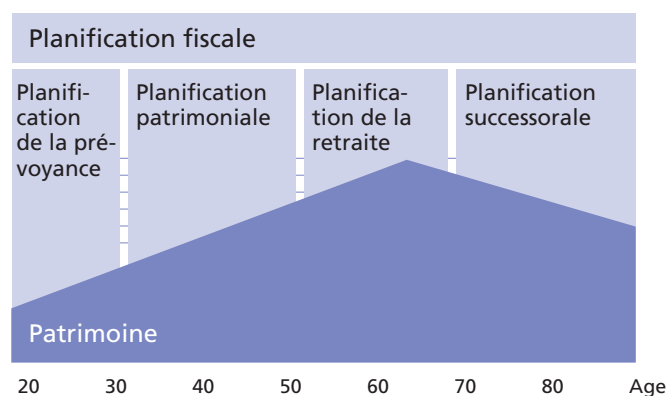 Planification fiscale
Planifi-
cation
de la pré-
voyance
Planification
patrimoniale
Planifica-
tion de la
retraite
Planification
successorale
Patrimoine
20 30 40 50 60 70 80 Age